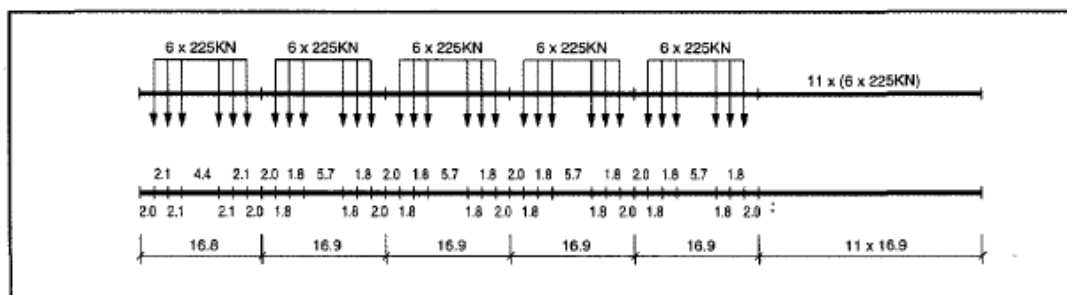 6 x 225KN 6 x 225KN 6 x 225KN 6 x 225KN 6 x 225KN
11 x (6 x 225KN)
2.1 4.4 2.1 2.0 1.8 5.7 1.8 2.0 1.8 5.7 1.8 2.0 1.8 5.7 1.8 2.0 1.8 5.7 1.8
2.0 2.1 2.1 2.0 1.8 1.8 2.0 1.8 1.8 2.0 1.8 1.8 2.0 1.8 1.8 2.0 :
16.8 16.9 16.9 16.9 16.9 11 x 16.9